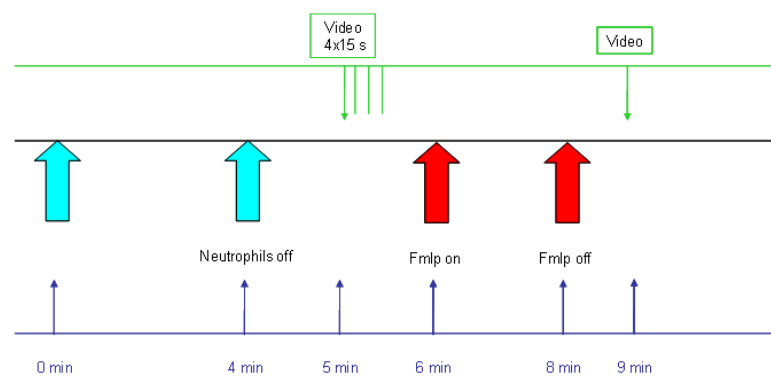 Video
4x15 s
Video
Neutrophils off
Fmlp on
Fmlp off
0 min
4 min
5 min
6 min
8 min
9 min